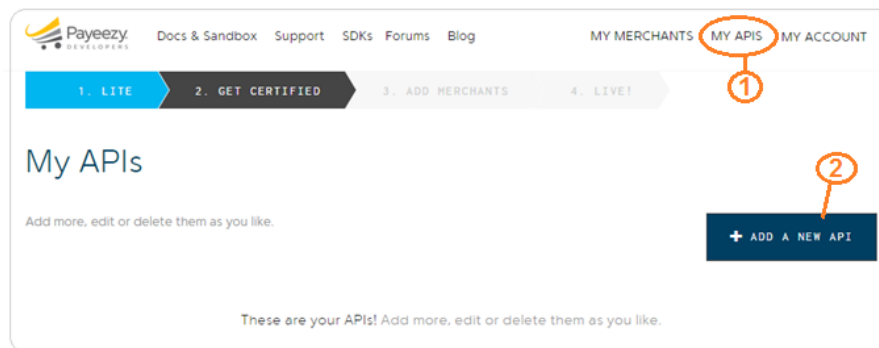 Payeezy
DEVELOPERS
Docs & Sandbox Support SDKs Forums Blog MY MERCHANTS MY APIS MY ACCOUNT
1
1. LITE 2. GET CERTIFIED 3. ADD MERCHANTS 4. LIVE!
My APIs
2
Add more, edit or delete them as you like.
+ ADD A NEW API
These are your APIs! Add more, edit or delete them as you like.